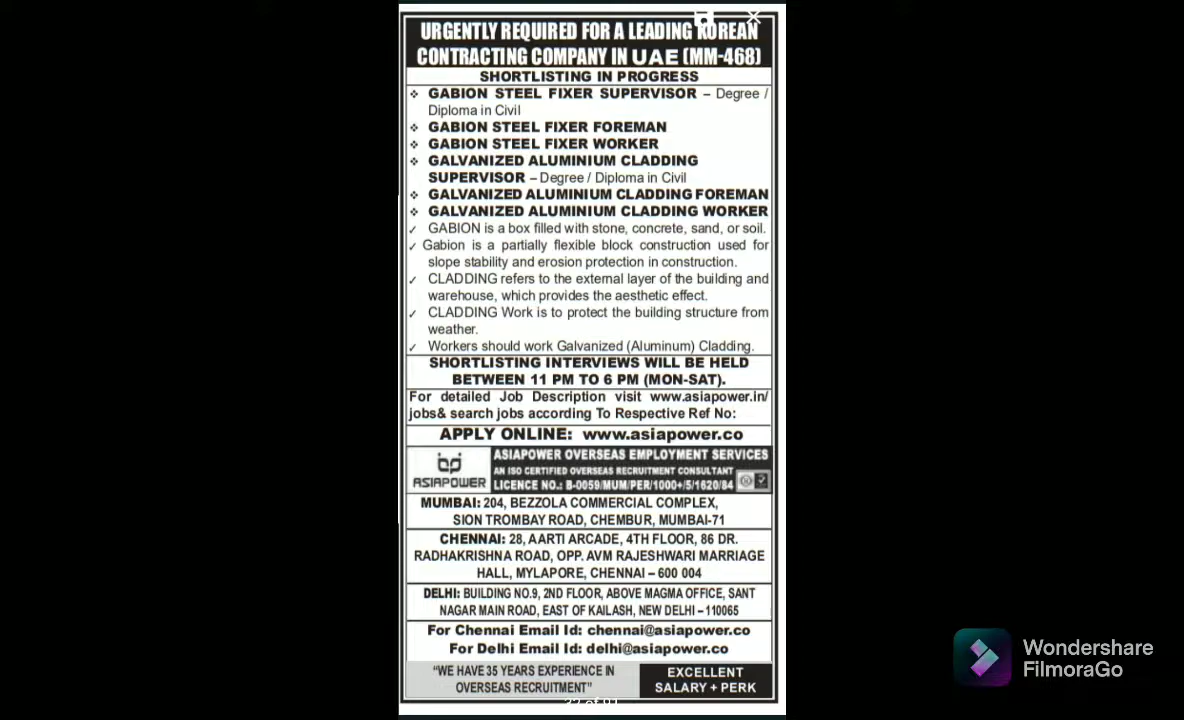 URGENTLY REQUIRED FOR A LEADING KOREAN
CONTRACTING COMPANY IN UAE (MM-468)
SHORTLISTING IN PROGRESS
❖ GABION STEEL FIXER SUPERVISOR – Degree /
Diploma in Civil
❖ GABION STEEL FIXER FOREMAN
❖ GABION STEEL FIXER WORKER
❖ GALVANIZED ALUMINIUM CLADDING
SUPERVISOR – Degree / Diploma in Civil
❖ GALVANIZED ALUMINIUM CLADDING FOREMAN
❖ GALVANIZED ALUMINIUM CLADDING WORKER
✓ GABION is a box filled with stone, concrete, sand, or soil.
✓ Gabion is a partially flexible block construction used for
slope stability and erosion protection in construction.
✓ CLADDING refers to the external layer of the building and
warehouse, which provides the aesthetic effect.
✓ CLADDING Work is to protect the building structure from
weather.
✓ Workers should work Galvanized (Aluminum) Cladding.
SHORTLISTING INTERVIEWS WILL BE HELD
BETWEEN 11 PM TO 6 PM (MON-SAT).
For detailed Job Description visit www.asiapower.in/
jobs& search jobs according To Respective Ref No:
APPLY ONLINE: www.asiapower.co
ASIAPOWER
ASIAPOWER OVERSEAS EMPLOYMENT SERVICES
AN ISO CERTIFIED OVERSEAS RECRUITMENT CONSULTANT
LICENCE NO.: B-0059/MUM/PER/1000+/5/1620/84
MUMBAI: 204, BEZZOLA COMMERCIAL COMPLEX,
SION TROMBAY ROAD, CHEMBUR, MUMBAI-71
CHENNAI: 28, AARTI ARCADE, 4TH FLOOR, 86 DR.
RADHAKRISHNA ROAD, OPP. AVM RAJESHWARI MARRIAGE
HALL, MYLAPORE, CHENNAI – 600 004
DELHI: BUILDING NO.9, 2ND FLOOR, ABOVE MAGMA OFFICE, SANT
NAGAR MAIN ROAD, EAST OF KAILASH, NEW DELHI – 110065
For Chennai Email Id: chennai@asiapower.co
For Delhi Email Id: delhi@asiapower.co
"WE HAVE 35 YEARS EXPERIENCE IN
OVERSEAS RECRUITMENT"
EXCELLENT
SALARY + PERK
Wondershare
FilmoraGo